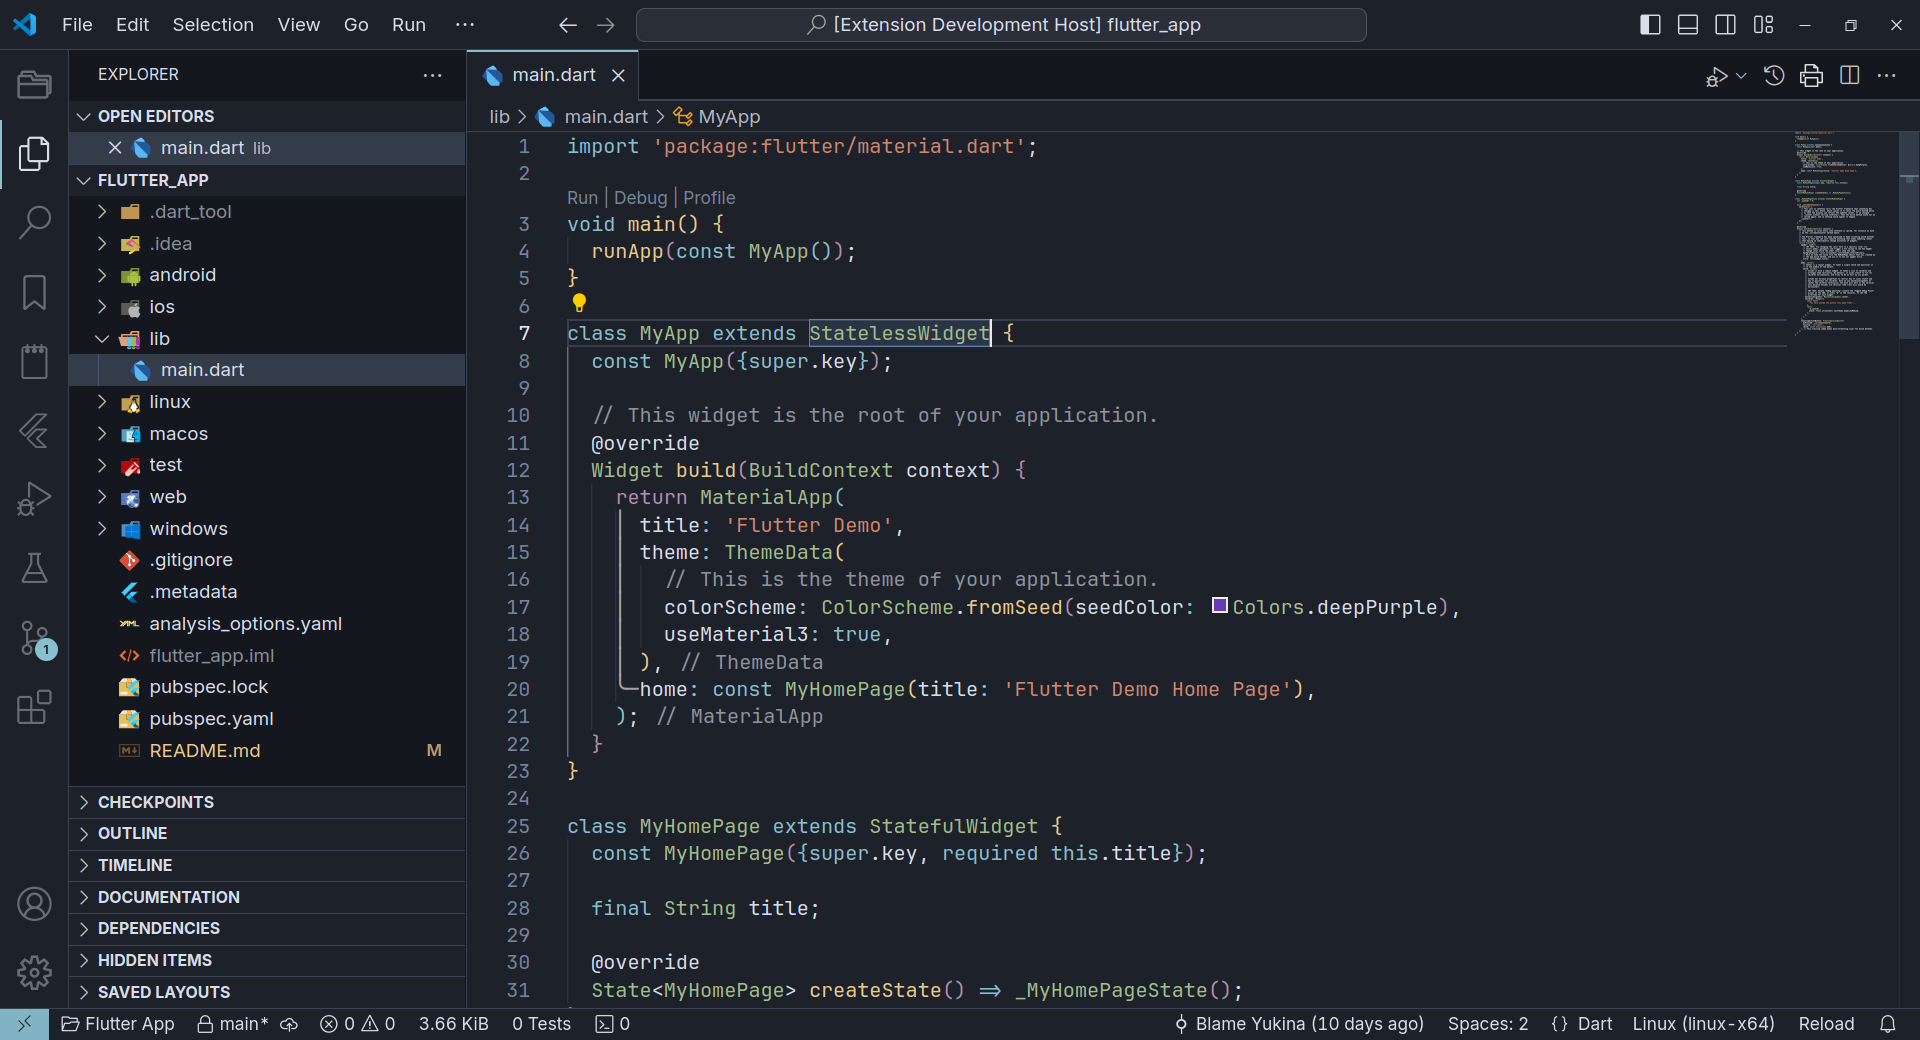 File Edit Selection View Go Run ···
[Extension Development Host] flutter_app
EXPLORER
OPEN EDITORS
main.dart lib
FLUTTER_APP
.dart_tool
.idea
android
ios
lib
main.dart
linux
macos
test
web
windows
.gitignore
.metadata
analysis_options.yaml
flutter_app.iml
pubspec.lock
pubspec.yaml
README.md M
CHECKPOINTS
OUTLINE
TIMELINE
DOCUMENTATION
DEPENDENCIES
HIDDEN ITEMS
SAVED LAYOUTS
1
main.dart
lib > main.dart > MyApp
1 import 'package:flutter/material.dart';
2
Run | Debug | Profile
3 void main() {
4 runApp(const MyApp());
5 }
6
7 class MyApp extends StatelessWidget {
8 const MyApp({super.key});
9
10 // This widget is the root of your application.
11 @override
12 Widget build(BuildContext context) {
13 return MaterialApp(
14 title: 'Flutter Demo',
15 theme: ThemeData(
16 // This is the theme of your application.
17 colorScheme: ColorScheme.fromSeed(seedColor: Colors.deepPurple),
18 useMaterial3: true,
19 ), // ThemeData
20 home: const MyHomePage(title: 'Flutter Demo Home Page'),
21 ); // MaterialApp
22 }
23 }
24
25 class MyHomePage extends StatefulWidget {
26 const MyHomePage({super.key, required this.title});
27
28 final String title;
29
30 @override
31 State<MyHomePage> createState() => _MyHomePageState();
Flutter App main* 0 0 3.66 KiB 0 Tests 0
Blame Yukina (10 days ago) Spaces: 2 {} Dart Linux (linux-x64) Reload